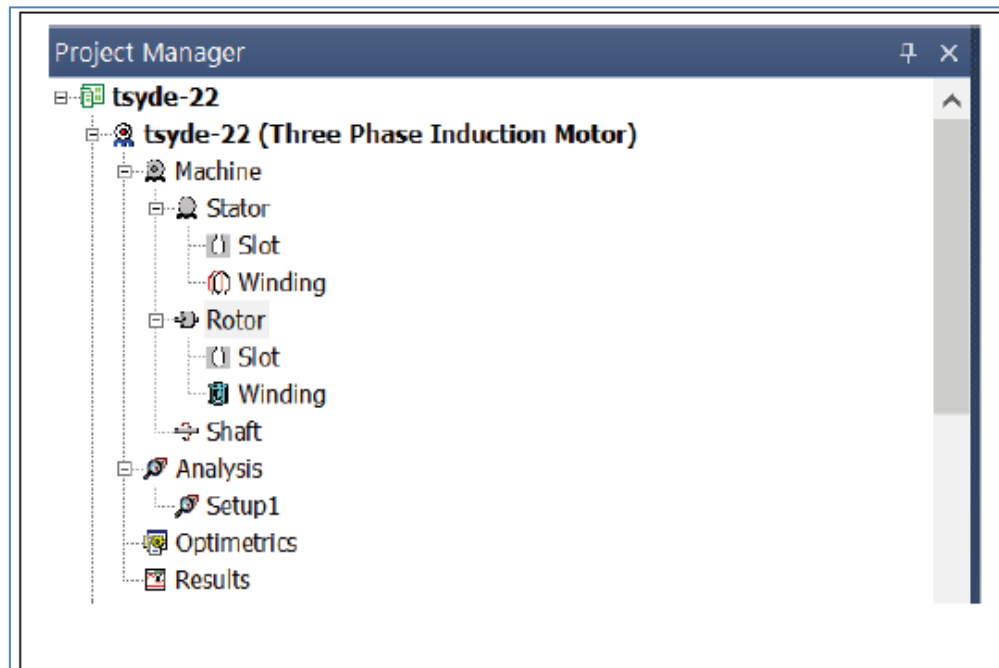 Project Manager
tsyde-22
tsyde-22 (Three Phase Induction Motor)
Machine
Stator
Slot
Winding
Rotor
Slot
Winding
Shaft
Analysis
Setup1
Optimetrics
Results